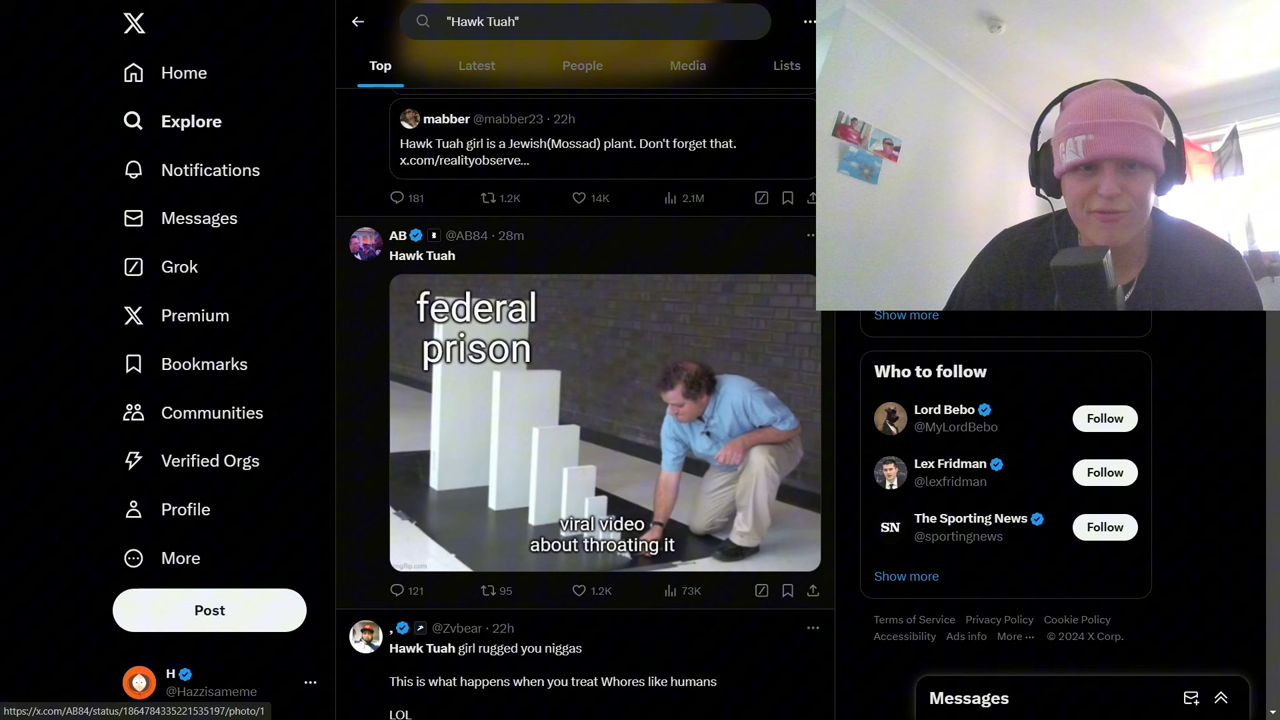 "Hawk Tuah"
Top
Latest
People
Media
Lists
Home
Explore
Notifications
Messages
Grok
Premium
Bookmarks
Communities
Verified Orgs
Profile
More
Post
H
@Hazzisameme
https://x.com/AB84/status/1864784335221535197/photo/1
mabber @mabber23 · 22h
Hawk Tuah girl is a Jewish(Mossad) plant. Don't forget that.
x.com/realityobserve...
181 1.2K 14K 2.1M
AB @AB84 · 28m
Hawk Tuah
federal
prison
viral video
about throating it
imgflip.com
121 95 1.2K 73K
, @Zvbear · 22h
Hawk Tuah girl rugged you niggas
This is what happens when you treat Whores like humans
LOL
CAT
Show more
Who to follow
Lord Bebo
@MyLordBebo
Follow
Lex Fridman
@lexfridman
Follow
SN
The Sporting News
@sportingnews
Follow
Show more
Terms of Service Privacy Policy Cookie Policy
Accessibility Ads info More ··· © 2024 X Corp.
Messages